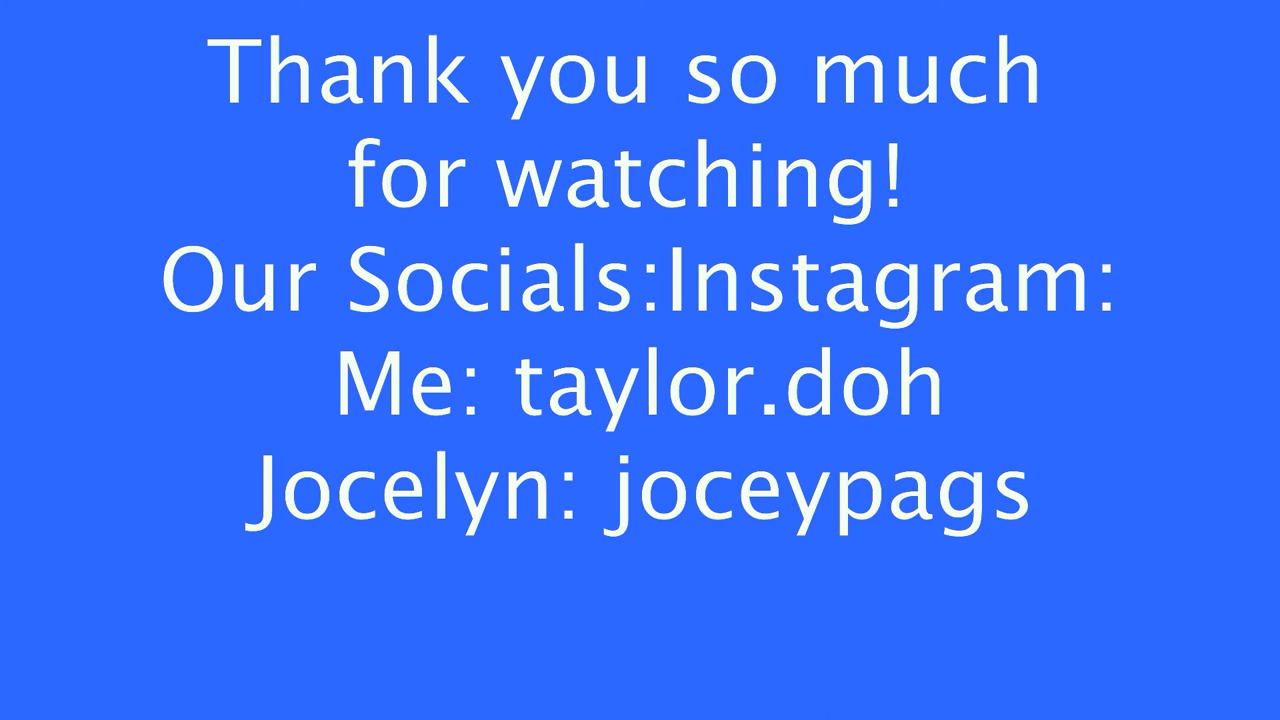 Thank you so much
for watching!
Our Socials:Instagram:
Me: taylor.doh
Jocelyn: joceypags